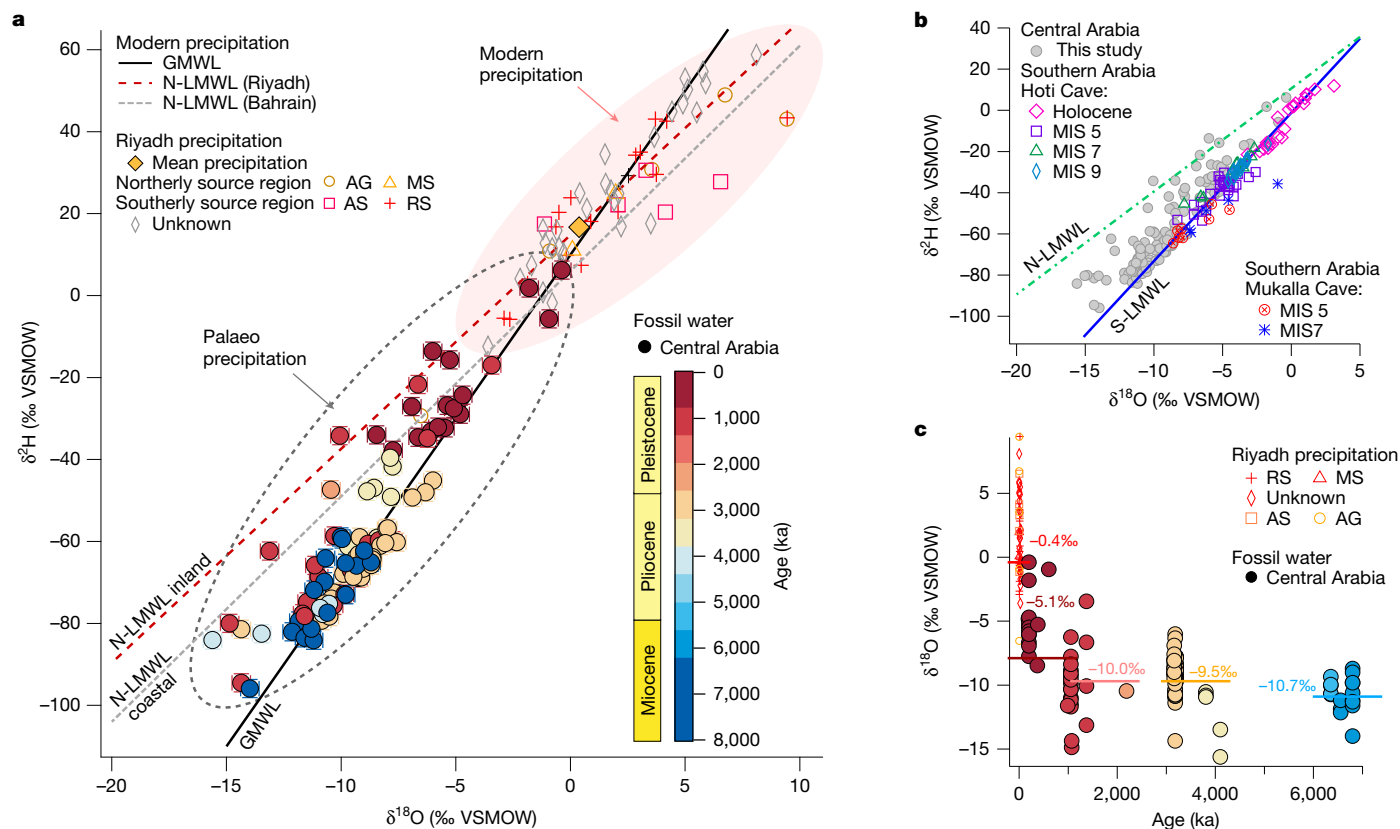 a
δ²H (‰ VSMOW)
60
40
20
0
−20
−40
−60
−80
−100
Modern precipitation
GMWL
N-LMWL (Riyadh)
N-LMWL (Bahrain)
Riyadh precipitation
Mean precipitation
Northerly source region AG MS
Southerly source region AS RS
Unknown
Modern
precipitation
Palaeo
precipitation
N-LMWL inland
N-LMWL
coastal
GMWL
Fossil water
Central Arabia
Pleistocene
Pliocene
Miocene
0
1,000
2,000
3,000
4,000
5,000
6,000
7,000
8,000
Age (ka)
−20
−15
−10
−5
0
5
10
δ¹⁸O (‰ VSMOW)
b
δ²H (‰ VSMOW)
40
20
0
−20
−40
−60
−80
−100
Central Arabia
This study
Southern Arabia
Hoti Cave:
Holocene
MIS 5
MIS 7
MIS 9
N-LMWL
S-LMWL
Southern Arabia
Mukalla Cave:
MIS 5
MIS7
−20
−15
−10
−5
0
5
δ¹⁸O (‰ VSMOW)
c
δ¹⁸O (‰ VSMOW)
5
0
−5
−10
−15
Riyadh precipitation
RS MS
Unknown
AS AG
Fossil water
Central Arabia
−0.4‰
−5.1‰
−10.0‰
−9.5‰
−10.7‰
0
2,000
4,000
6,000
Age (ka)